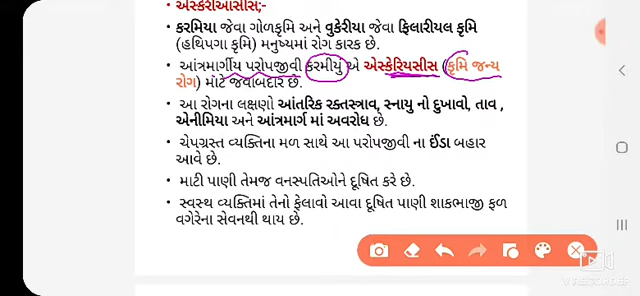 એસ્કેરીઆસીસ;-
• કરમિયા જેવા ગોળકૃમિ અને વુકેરીયા જેવા ફિલારીયલ કૃમિ
(હાથિપગા કૃમિ) મનુષ્યમાં રોગ કારક છે.
• આંત્રમાર્ગીય પરોપજીવી કરમીયું એ એસ્કેરિયસીસ (કૃમિ જન્ય
રોગ) માટે જવાબદાર છે.
• આ રોગના લક્ષણો આંતરિક રક્તસ્ત્રાવ, સ્નાયુ નો દુખાવો, તાવ ,
એનીમિયા અને આંત્રમાર્ગ માં અવરોધ છે.
• ચેપગ્રસ્ત વ્યક્તિના મળ સાથે આ પરોપજીવી ના ઈંડા બહાર
આવે છે.
• માટી પાણી તેમજ વનસ્પતિઓને દૂષિત કરે છે.
• સ્વસ્થ વ્યક્તિમાં તેનો ફેલાવો આવા દૂષિત પાણી શાકભાજી ફળ
વગેરેના સેવનથી થાય છે.